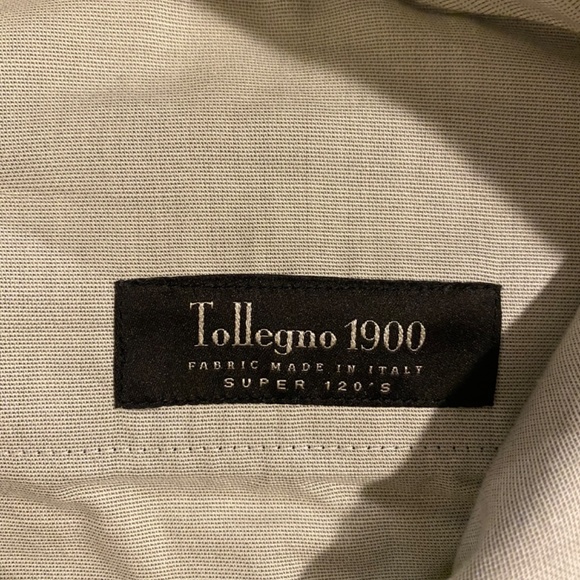 Tollegno 1900
FABRIC MADE IN ITALY
SUPER 120'S